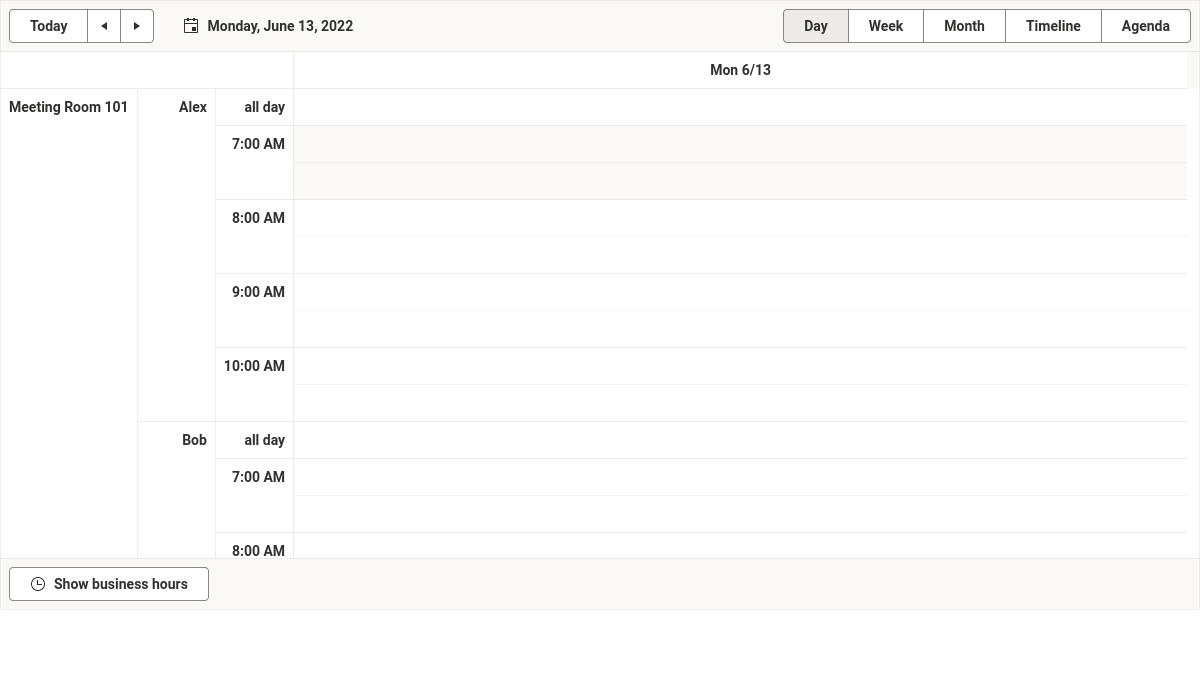 Today
Monday, June 13, 2022
Day Week Month Timeline Agenda
Mon 6/13
Meeting Room 101 Alex all day
7:00 AM
8:00 AM
9:00 AM
10:00 AM
Bob all day
7:00 AM
8:00 AM
Show business hours